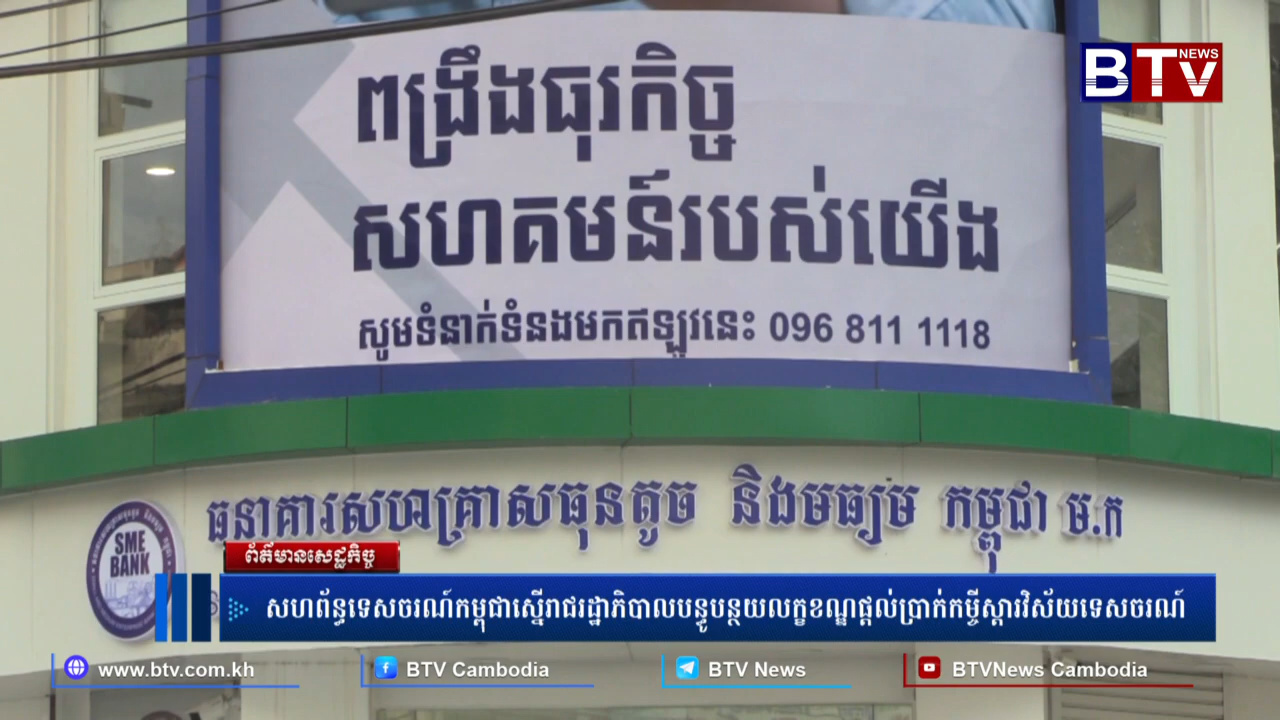 ពង្រឹងធុរកិច្ច
BTV NEWS
សហគមន៍របស់យើង
សូមទំនាក់ទំនងមកឥឡូវនេះ 096 811 1118
ធនាគារសហគ្រាសធុនតូច និងមធ្យម កម្ពុជា ម.ក
SME BANK
ព័ត៌មានសេដ្ឋកិច្ច
សហព័ន្ធទេសចរណ៍កម្ពុជាស្នើរាជរដ្ឋាភិបាលបន្ធូបន្ថយលក្ខខណ្ឌផ្ដល់ប្រាក់កម្ចីស្ដារវិស័យទេសចរណ៍
www.btv.com.kh BTV Cambodia BTV News BTVNews Cambodia